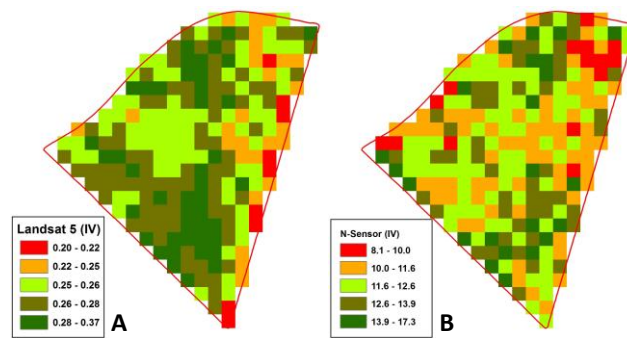 Landsat 5 (IV)
0.20 - 0.22
0.22 - 0.25
0.25 - 0.26
0.26 - 0.28
0.28 - 0.37
A
N-Sensor (IV)
8.1 - 10.0
10.0 - 11.6
11.6 - 12.6
12.6 - 13.9
13.9 - 17.3
B